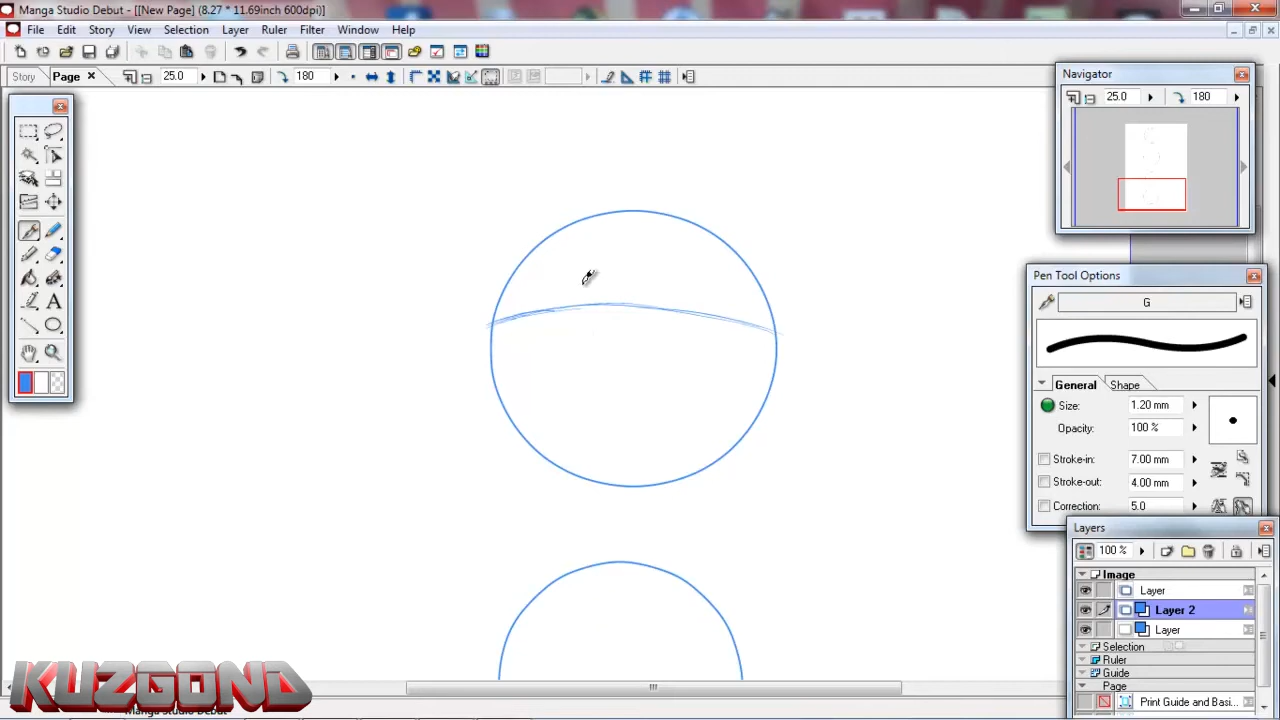 Manga Studio Debut - [[New Page] (8.27 * 11.69inch 600dpi)]
File Edit Story View Selection Layer Ruler Filter Window Help
Story Page 25.0 180
Navigator
25.0 180
Pen Tool Options
G
General Shape
Size: 1.20 mm
Opacity: 100 %
Stroke-in: 7.00 mm
Stroke-out: 4.00 mm
Correction: 5.0
Layers
100 %
Image
Layer
Layer 2
Layer
Selection
Ruler
Guide
Page
Print Guide and Basi...
KUZGOND
Manga Studio Debut